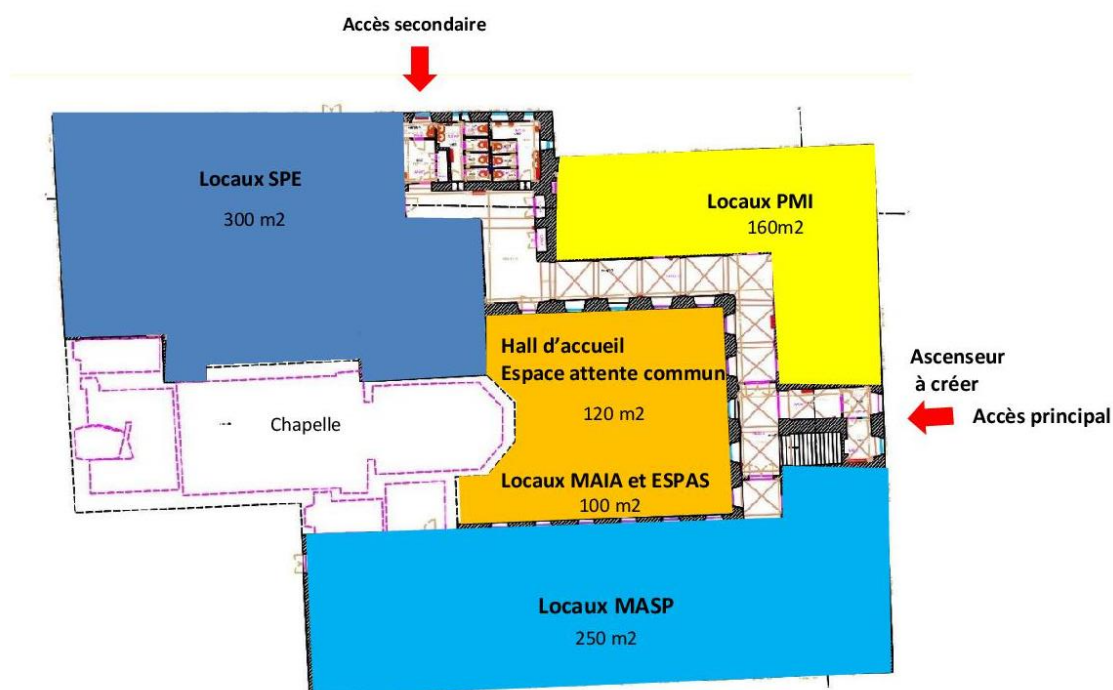 Accès secondaire
Locaux SPE
300 m2
Locaux PMI
160m2
Hall d’accueil
Espace attente commun
120 m2
Ascenseur
à créer
Accès principal
Chapelle
Locaux MAIA et ESPAS
100 m2
Locaux MASP
250 m2